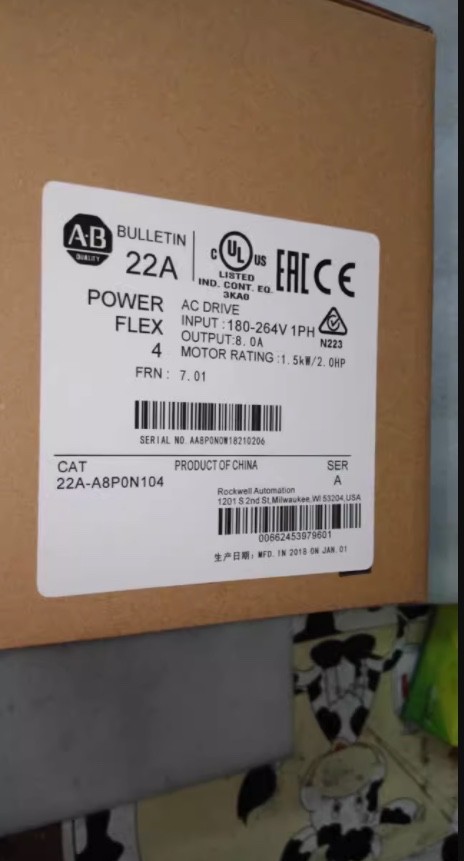 A-B
QUALITY
BULLETIN
22A
C UL US
LISTED
IND. CONT. EQ.
3KA0
EAC CE
N223
POWER
FLEX
4
AC DRIVE
INPUT :180-264V 1PH
OUTPUT:8.0A
MOTOR RATING :1.5kW/2.0HP
FRN : 7.01
SERIAL NO. AA8P0N0W18210206
CAT
22A-A8P0N104
PRODUCT OF CHINA
SER
A
Rockwell Automation
1201 S 2nd St,Milwaukee,WI 53204,USA
00662453979601
生产日期: MFD. IN 2018 ON JAN. 01